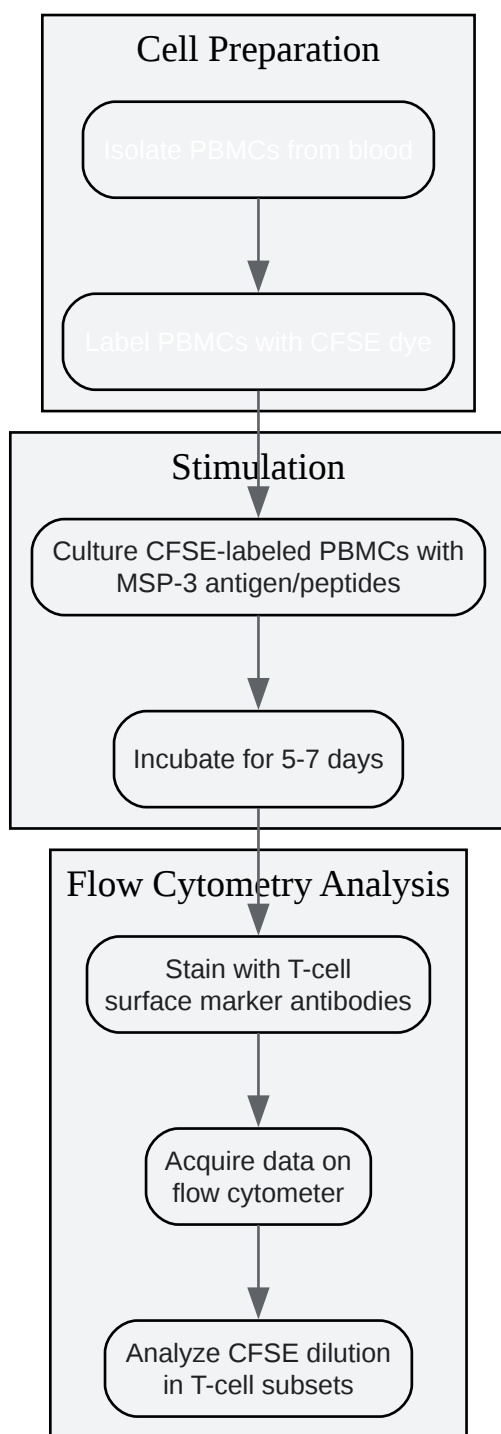 Cell Preparation
Isolate PBMCs from blood
Label PBMCs with CFSE dye
Stimulation
Culture CFSE-labeled PBMCs with
MSP-3 antigen/peptides
Incubate for 5-7 days
Flow Cytometry Analysis
Stain with T-cell
surface marker antibodies
Acquire data on
flow cytometer
Analyze CFSE dilution
in T-cell subsets